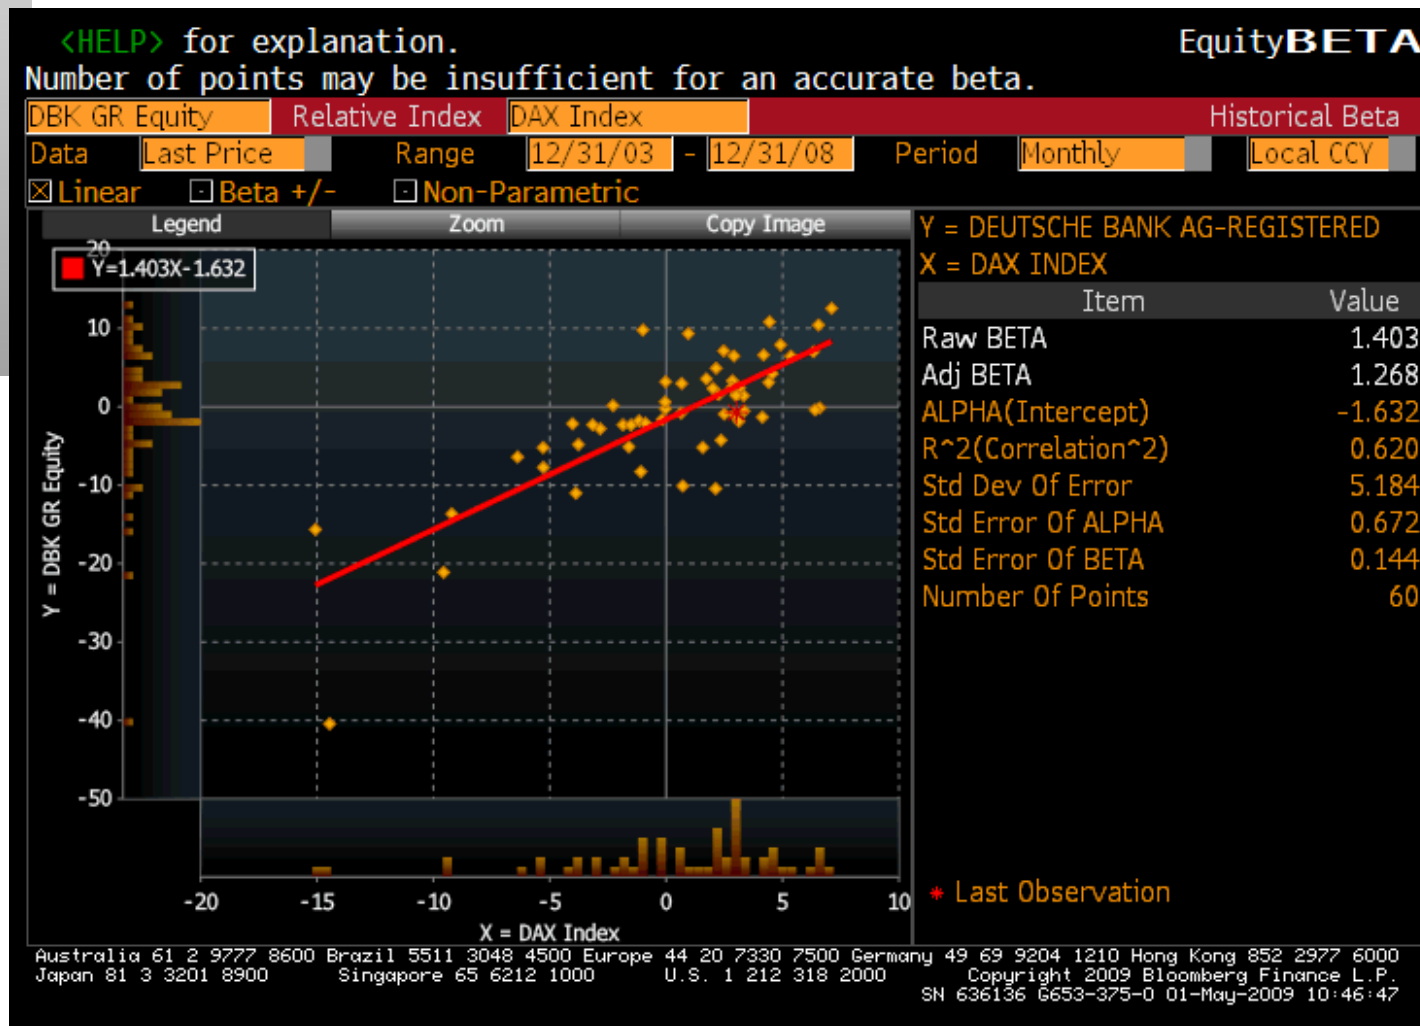 <HELP> for explanation. EquityBETA
Number of points may be insufficient for an accurate beta.
DBK GR Equity Relative Index DAX Index Historical Beta
Data Last Price Range 12/31/03 - 12/31/08 Period Monthly Local CCY
Linear Beta +/- Non-Parametric
Legend Zoom Copy Image
Y = DEUTSCHE BANK AG-REGISTERED
X = DAX INDEX
Item Value
Raw BETA 1.403
Adj BETA 1.268
ALPHA(Intercept) -1.632
R^2(Correlation^2) 0.620
Std Dev Of Error 5.184
Std Error Of ALPHA 0.672
Std Error Of BETA 0.144
Number Of Points 60
* Last Observation
20
Y=1.403X-1.632
10
0
-10
-20
-30
-40
-50
Y = DBK GR Equity
-20 -15 -10 -5 0 5 10
X = DAX Index
Australia 61 2 9777 8600 Brazil 5511 3048 4500 Europe 44 20 7330 7500 Germany 49 69 9204 1210 Hong Kong 852 2977 6000
Japan 81 3 3201 8900 Singapore 65 6212 1000 U.S. 1 212 318 2000 Copyright 2009 Bloomberg Finance L.P.
SN 636136 G653-375-0 01-May-2009 10:46:47